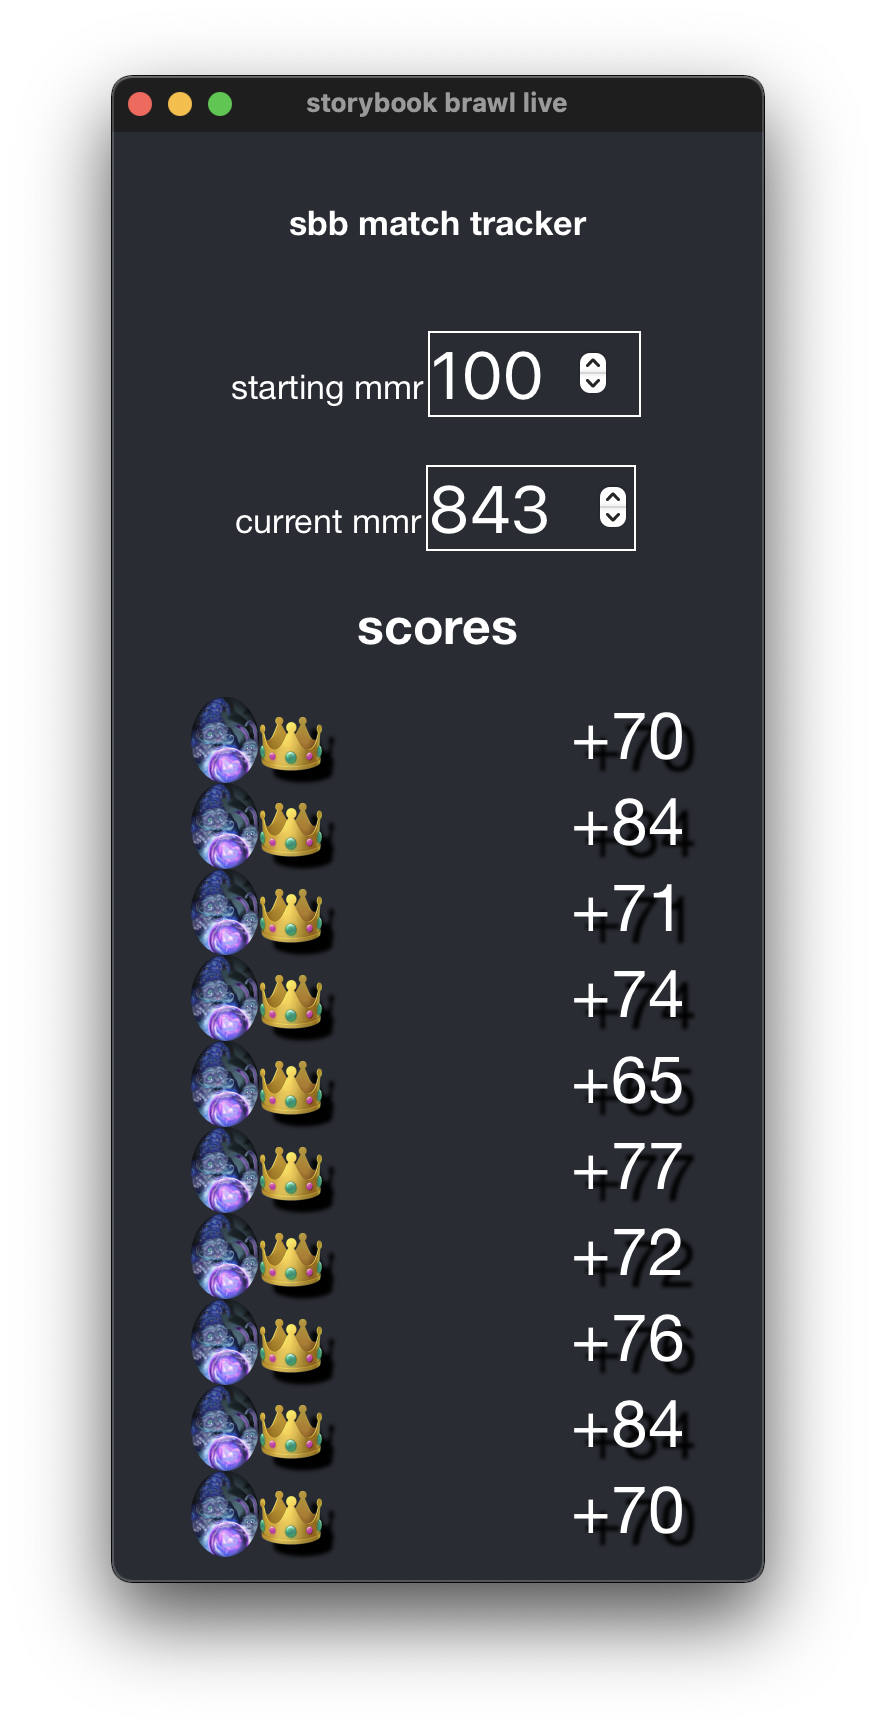 storybook brawl live
sbb match tracker
starting mmr 100
current mmr 843
scores
+70
+84
+71
+74
+65
+77
+72
+76
+84
+70